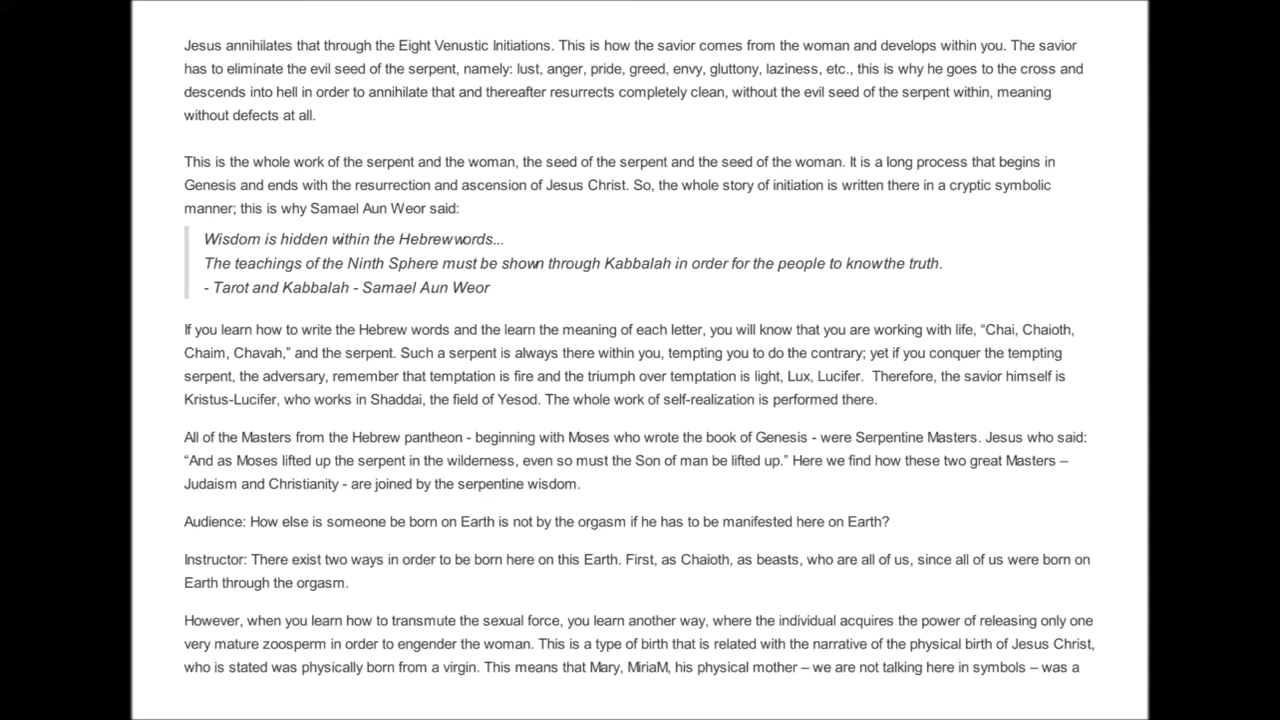 Jesus annihilates that through the Eight Venustic Initiations. This is how the savior comes from the woman and develops within you. The savior
has to eliminate the evil seed of the serpent, namely: lust, anger, pride, greed, envy, gluttony, laziness, etc., this is why he goes to the cross and
descends into hell in order to annihilate that and thereafter resurrects completely clean, without the evil seed of the serpent within, meaning
without defects at all.
This is the whole work of the serpent and the woman, the seed of the serpent and the seed of the woman. It is a long process that begins in
Genesis and ends with the resurrection and ascension of Jesus Christ. So, the whole story of initiation is written there in a cryptic symbolic
manner; this is why Samael Aun Weor said:
Wisdom is hidden within the Hebrew words...
The teachings of the Ninth Sphere must be shown through Kabbalah in order for the people to know the truth.
- Tarot and Kabbalah - Samael Aun Weor
If you learn how to write the Hebrew words and the learn the meaning of each letter, you will know that you are working with life, “Chai, Chaioth,
Chaim, Chavah,” and the serpent. Such a serpent is always there within you, tempting you to do the contrary; yet if you conquer the tempting
serpent, the adversary, remember that temptation is fire and the triumph over temptation is light, Lux, Lucifer.  Therefore, the savior himself is
Kristus-Lucifer, who works in Shaddai, the field of Yesod. The whole work of self-realization is performed there.
All of the Masters from the Hebrew pantheon - beginning with Moses who wrote the book of Genesis - were Serpentine Masters. Jesus who said:
“And as Moses lifted up the serpent in the wilderness, even so must the Son of man be lifted up.” Here we find how these two great Masters –
Judaism and Christianity - are joined by the serpentine wisdom.
Audience: How else is someone be born on Earth is not by the orgasm if he has to be manifested here on Earth?
Instructor: There exist two ways in order to be born here on this Earth. First, as Chaioth, as beasts, who are all of us, since all of us were born on
Earth through the orgasm.
However, when you learn how to transmute the sexual force, you learn another way, where the individual acquires the power of releasing only one
very mature zoosperm in order to engender the woman. This is a type of birth that is related with the narrative of the physical birth of Jesus Christ,
who is stated was physically born from a virgin. This means that Mary, MiriaM, his physical mother – we are not talking here in symbols – was a